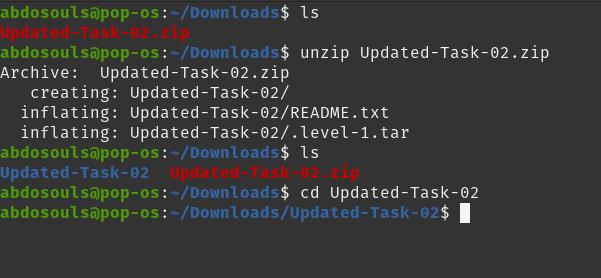 abdosouls@pop-os:~/Downloads$ ls
Updated-Task-02.zip
abdosouls@pop-os:~/Downloads$ unzip Updated-Task-02.zip
Archive:  Updated-Task-02.zip
   creating: Updated-Task-02/
  inflating: Updated-Task-02/README.txt
  inflating: Updated-Task-02/.level-1.tar
abdosouls@pop-os:~/Downloads$ ls
Updated-Task-02  Updated-Task-02.zip
abdosouls@pop-os:~/Downloads$ cd Updated-Task-02
abdosouls@pop-os:~/Downloads/Updated-Task-02$